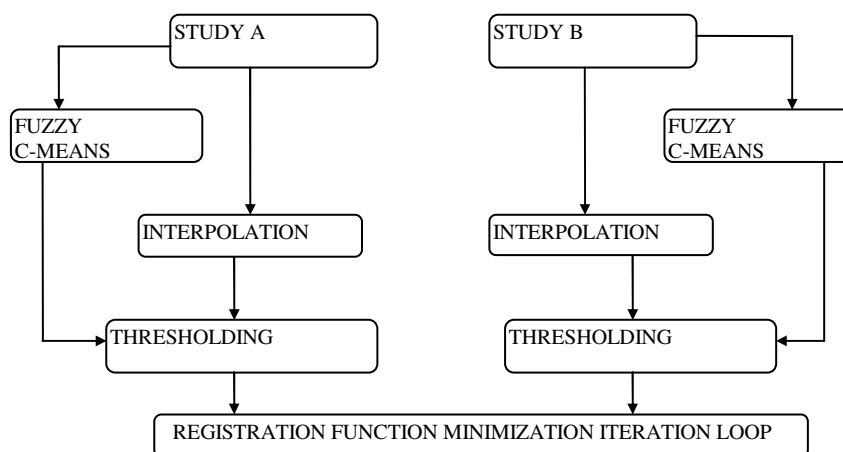 STUDY A
STUDY B
FUZZY
C-MEANS
FUZZY
C-MEANS
INTERPOLATION
INTERPOLATION
THRESHOLDING
THRESHOLDING
REGISTRATION FUNCTION MINIMIZATION ITERATION LOOP